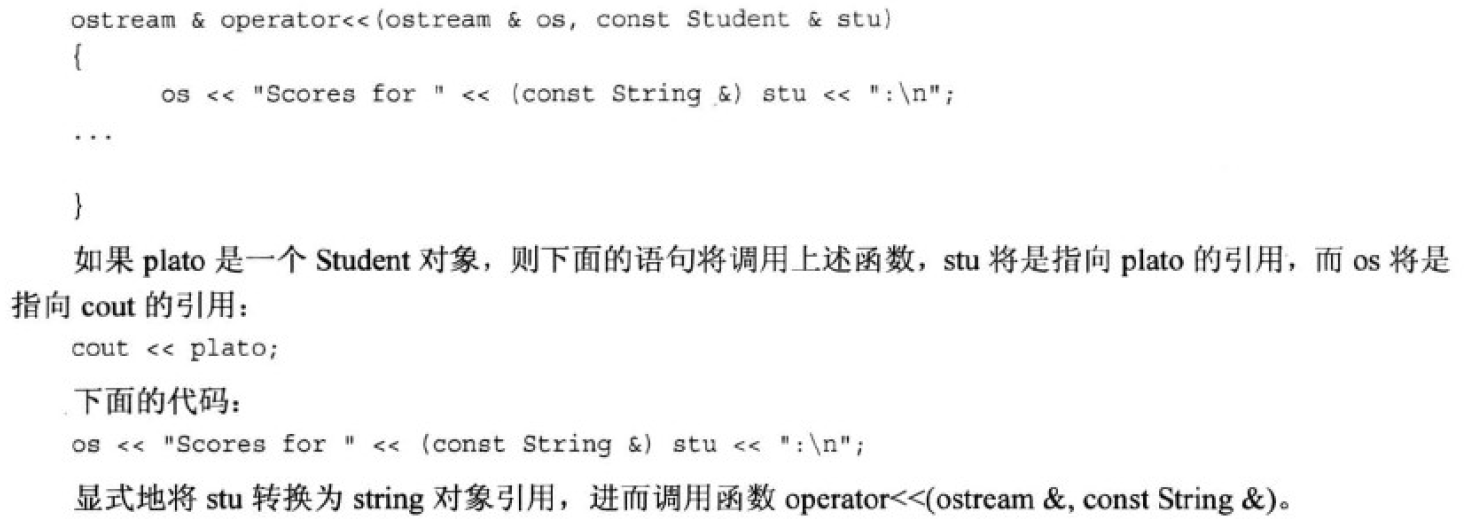 ostream & operator<<(ostream & os, const Student & stu)
{
os << "Scores for " << (const String &) stu << ":\n";
...
}
如果 plato 是一个 Student 对象，则下面的语句将调用上述函数，stu 将是指向 plato 的引用，而 os 将是
指向 cout 的引用：
cout << plato;
下面的代码：
os << "Scores for " << (const String &) stu << ":\n";
显式地将 stu 转换为 string 对象引用，进而调用函数 operator<<(ostream &, const String &)。